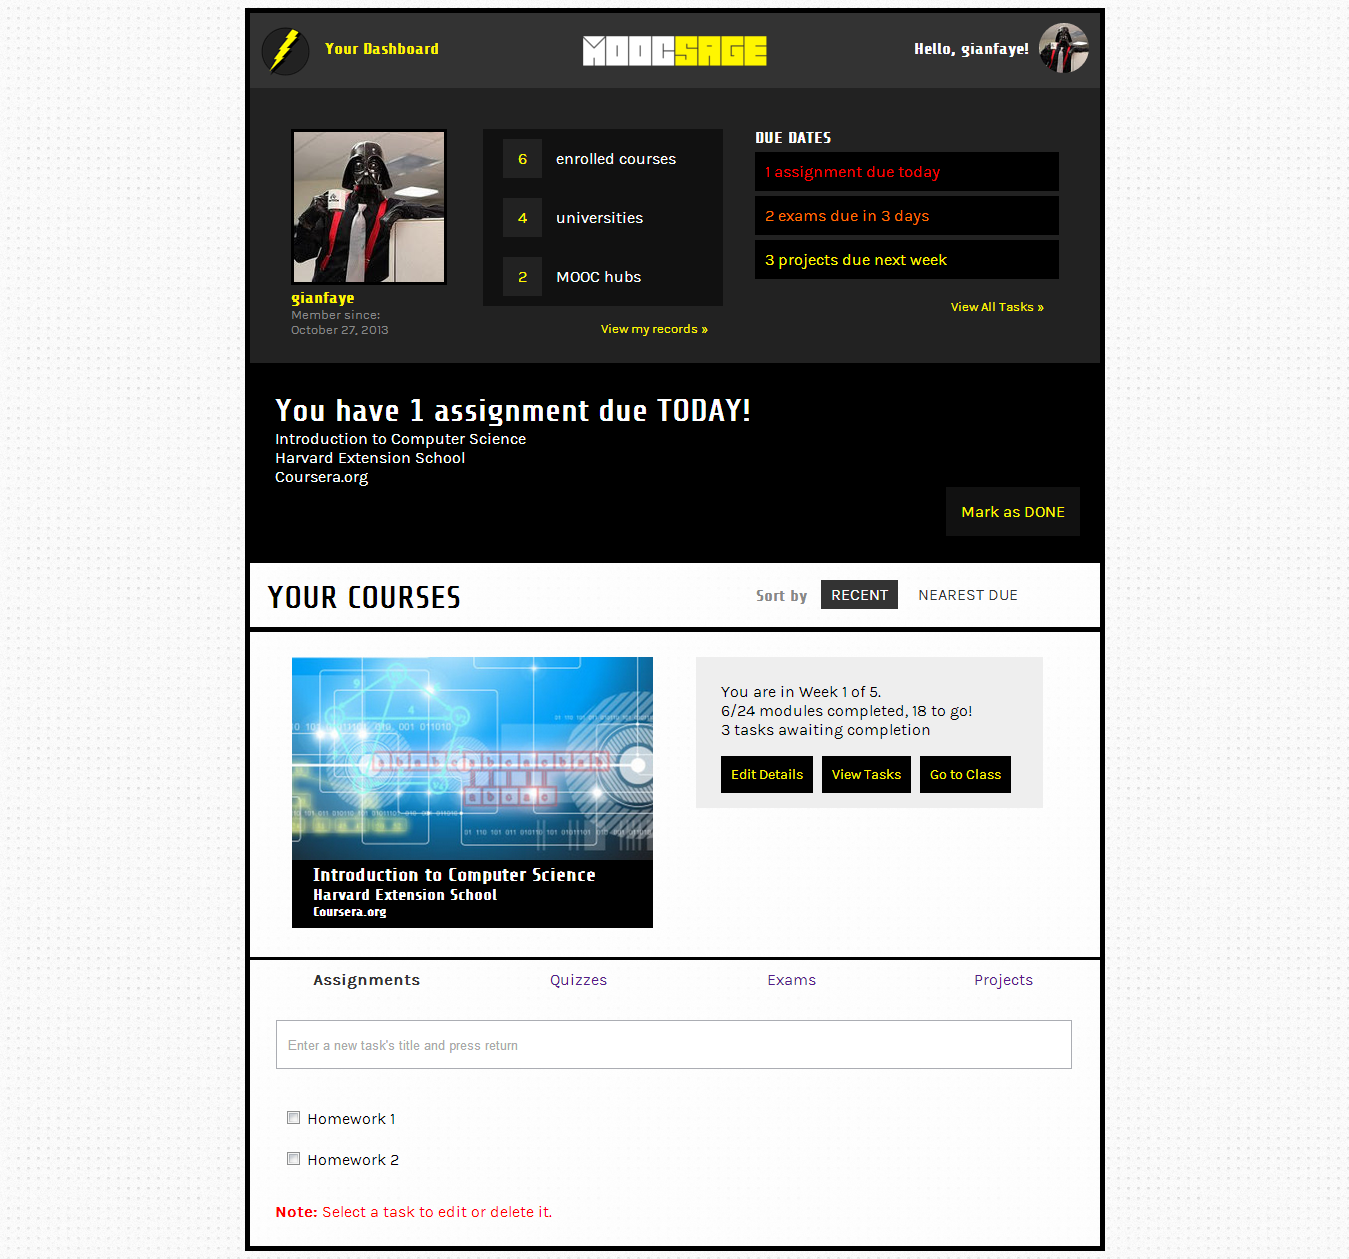 Your Dashboard
MOOCSAGE
Hello, gianfaye!
gianfaye
Member since:
October 27, 2013
6 enrolled courses
4 universities
2 MOOC hubs
View my records »
DUE DATES
1 assignment due today
2 exams due in 3 days
3 projects due next week
View All Tasks »
You have 1 assignment due TODAY!
Introduction to Computer Science
Harvard Extension School
Coursera.org
Mark as DONE
YOUR COURSES
Sort by RECENT NEAREST DUE
Introduction to Computer Science
Harvard Extension School
Coursera.org
You are in Week 1 of 5.
6/24 modules completed, 18 to go!
3 tasks awaiting completion
Edit Details View Tasks Go to Class
Assignments Quizzes Exams Projects
Enter a new task's title and press return
Homework 1
Homework 2
Note: Select a task to edit or delete it.